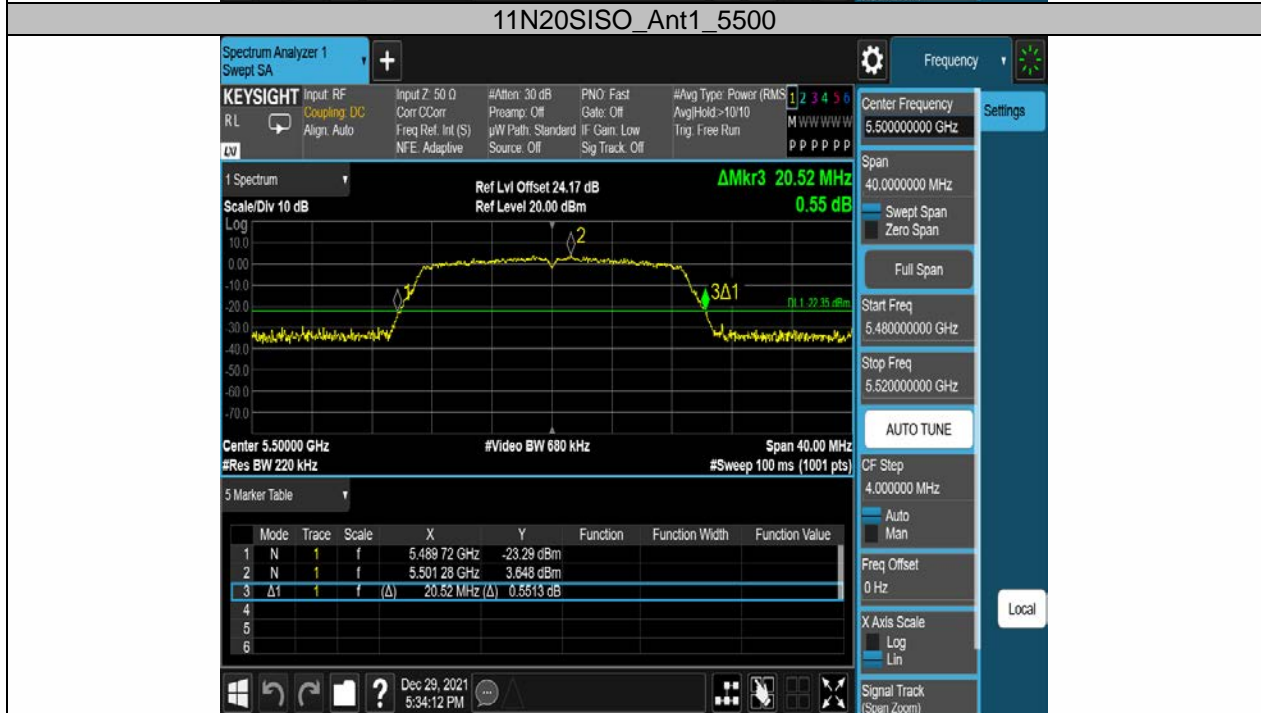 11N20SISO_Ant1_5500
Spectrum Analyzer 1
Swept SA
+
Frequency
KEYSIGHT
RL
LXI
Input: RF
Coupling: DC
Align: Auto
Input Z: 50 Ω
Corr CCorr
Freq Ref: Int (S)
NFE: Adaptive
#Atten: 30 dB
Preamp: Off
µW Path: Standard
Source: Off
PNO: Fast
Gate: Off
IF Gain: Low
Sig Track: Off
#Avg Type: Power (RMS
Avg|Hold:>10/10
Trig: Free Run
1 2 3 4 5 6
M W W W W W
P P P P P P
1 Spectrum
Scale/Div 10 dB
Ref Lvl Offset 24.17 dB
Ref Level 20.00 dBm
ΔMkr3 20.52 MHz
0.55 dB
Log
10.0
0.00
-10.0
-20.0
-30.0
-40.0
-50.0
-60.0
-70.0
1
2
3Δ1
DL1 -22.35 dBm
Center 5.50000 GHz
#Video BW 680 kHz
Span 40.00 MHz
#Res BW 220 kHz
#Sweep 100 ms (1001 pts)
5 Marker Table
Mode Trace Scale X Y Function Function Width Function Value
1 N 1 f 5.489 72 GHz -23.29 dBm
2 N 1 f 5.501 28 GHz 3.648 dBm
3 Δ1 1 f (Δ) 20.52 MHz (Δ) 0.5513 dB
4
5
6
Center Frequency
5.500000000 GHz
Settings
Span
40.0000000 MHz
Swept Span
Zero Span
Full Span
Start Freq
5.480000000 GHz
Stop Freq
5.520000000 GHz
AUTO TUNE
CF Step
4.000000 MHz
Auto
Man
Freq Offset
0 Hz
X Axis Scale
Log
Lin
Local
Signal Track
(Span Zoom)
?
Dec 29, 2021
5:34:12 PM